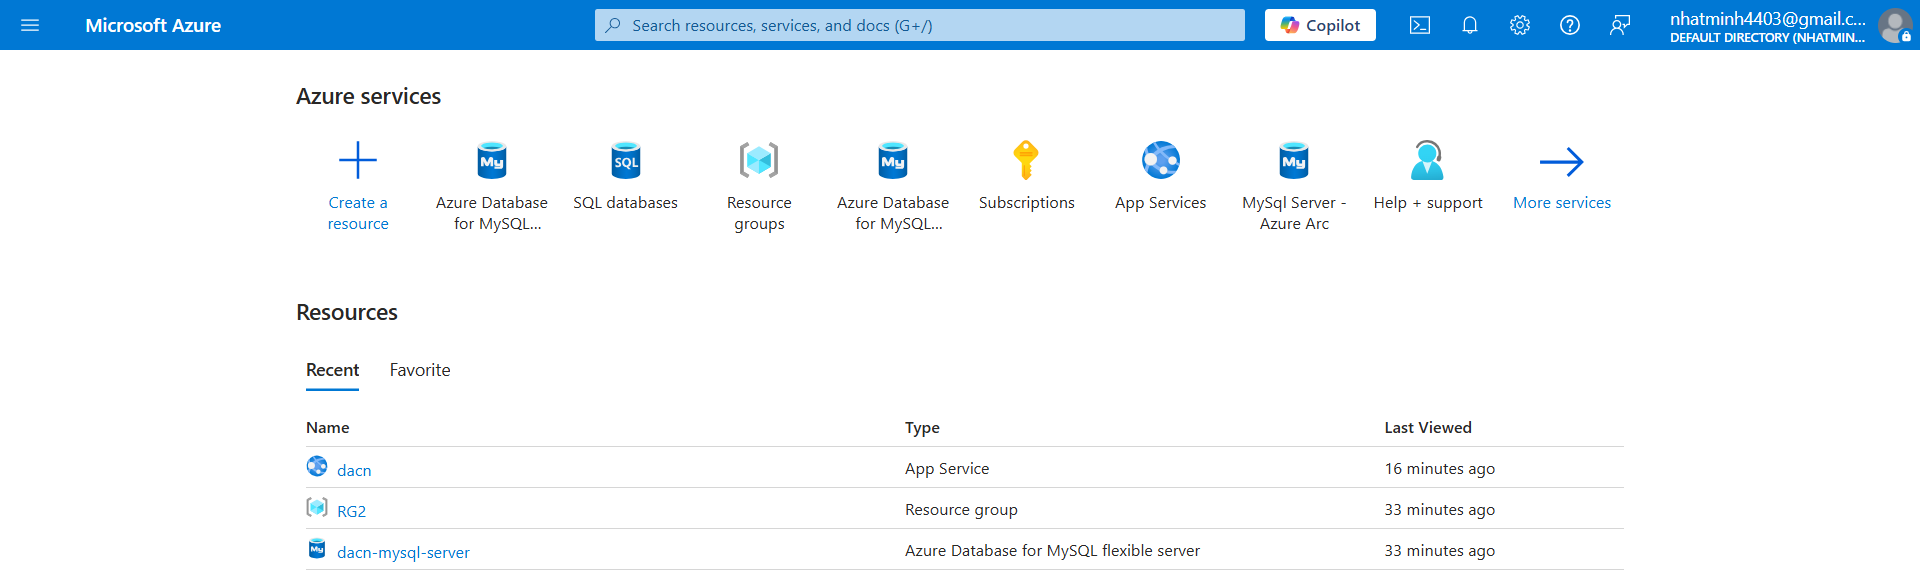 Microsoft Azure
Search resources, services, and docs (G+/)
Copilot
nhatminh4403@gmail.c...
DEFAULT DIRECTORY (NHATMIN...
Azure services
Create a
resource
My
Azure Database
for MySQL...
SQL
SQL databases
Resource
groups
My
Azure Database
for MySQL...
Subscriptions
App Services
My
MySql Server -
Azure Arc
Help + support
More services
Resources
Recent
Favorite
Name
Type
Last Viewed
dacn
App Service
16 minutes ago
RG2
Resource group
33 minutes ago
My
dacn-mysql-server
Azure Database for MySQL flexible server
33 minutes ago